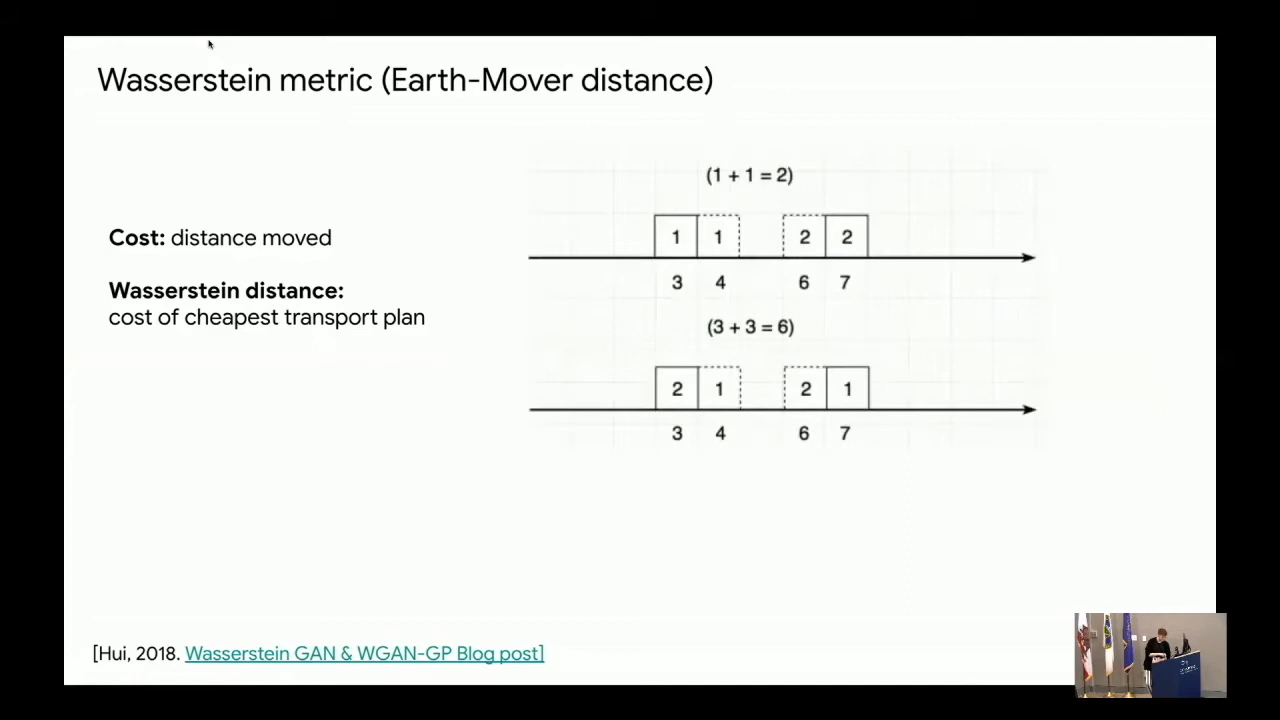 Wasserstein metric (Earth-Mover distance)
Cost: distance moved
Wasserstein distance:
cost of cheapest transport plan
(1 + 1 = 2)
1 1 2 2
3 4 6 7
(3 + 3 = 6)
2 1 2 1
3 4 6 7
[Hui, 2018. Wasserstein GAN & WGAN-GP Blog post]